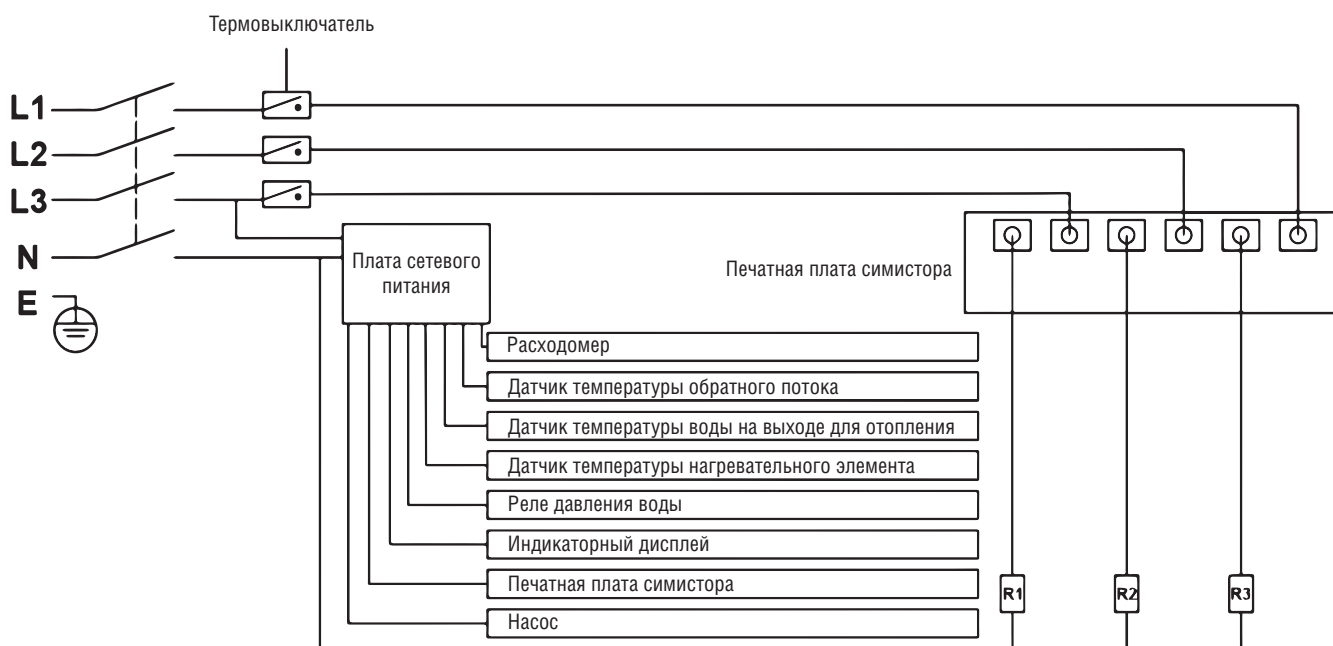 Термовыключатель
L1
L2
L3
N
E
Плата сетевого
питания
Печатная плата симистора
Расходомер
Датчик температуры обратного потока
Датчик температуры воды на выходе для отопления
Датчик температуры нагревательного элемента
Реле давления воды
Индикаторный дисплей
Печатная плата симистора
Насос
R1
R2
R3